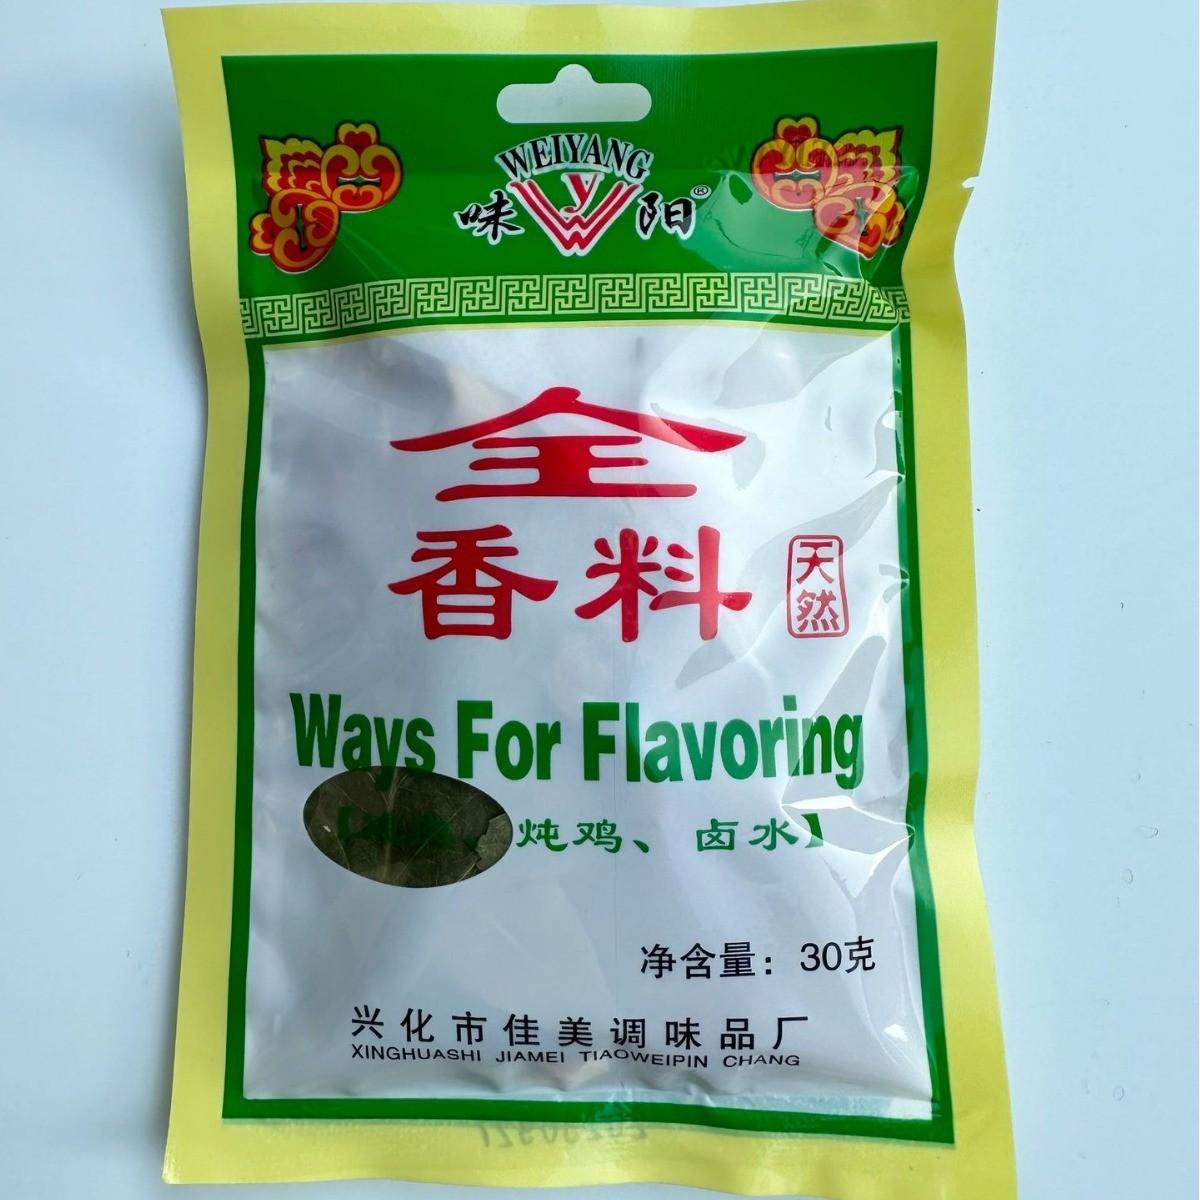 WEIYANG
味阳®
全
香料
天然
Ways For Flavoring
炖鸡、卤水】
净含量：30克
兴化市佳美调味品厂
XINGHUASHI JIAMEI TIAOWEIPIN CHANG